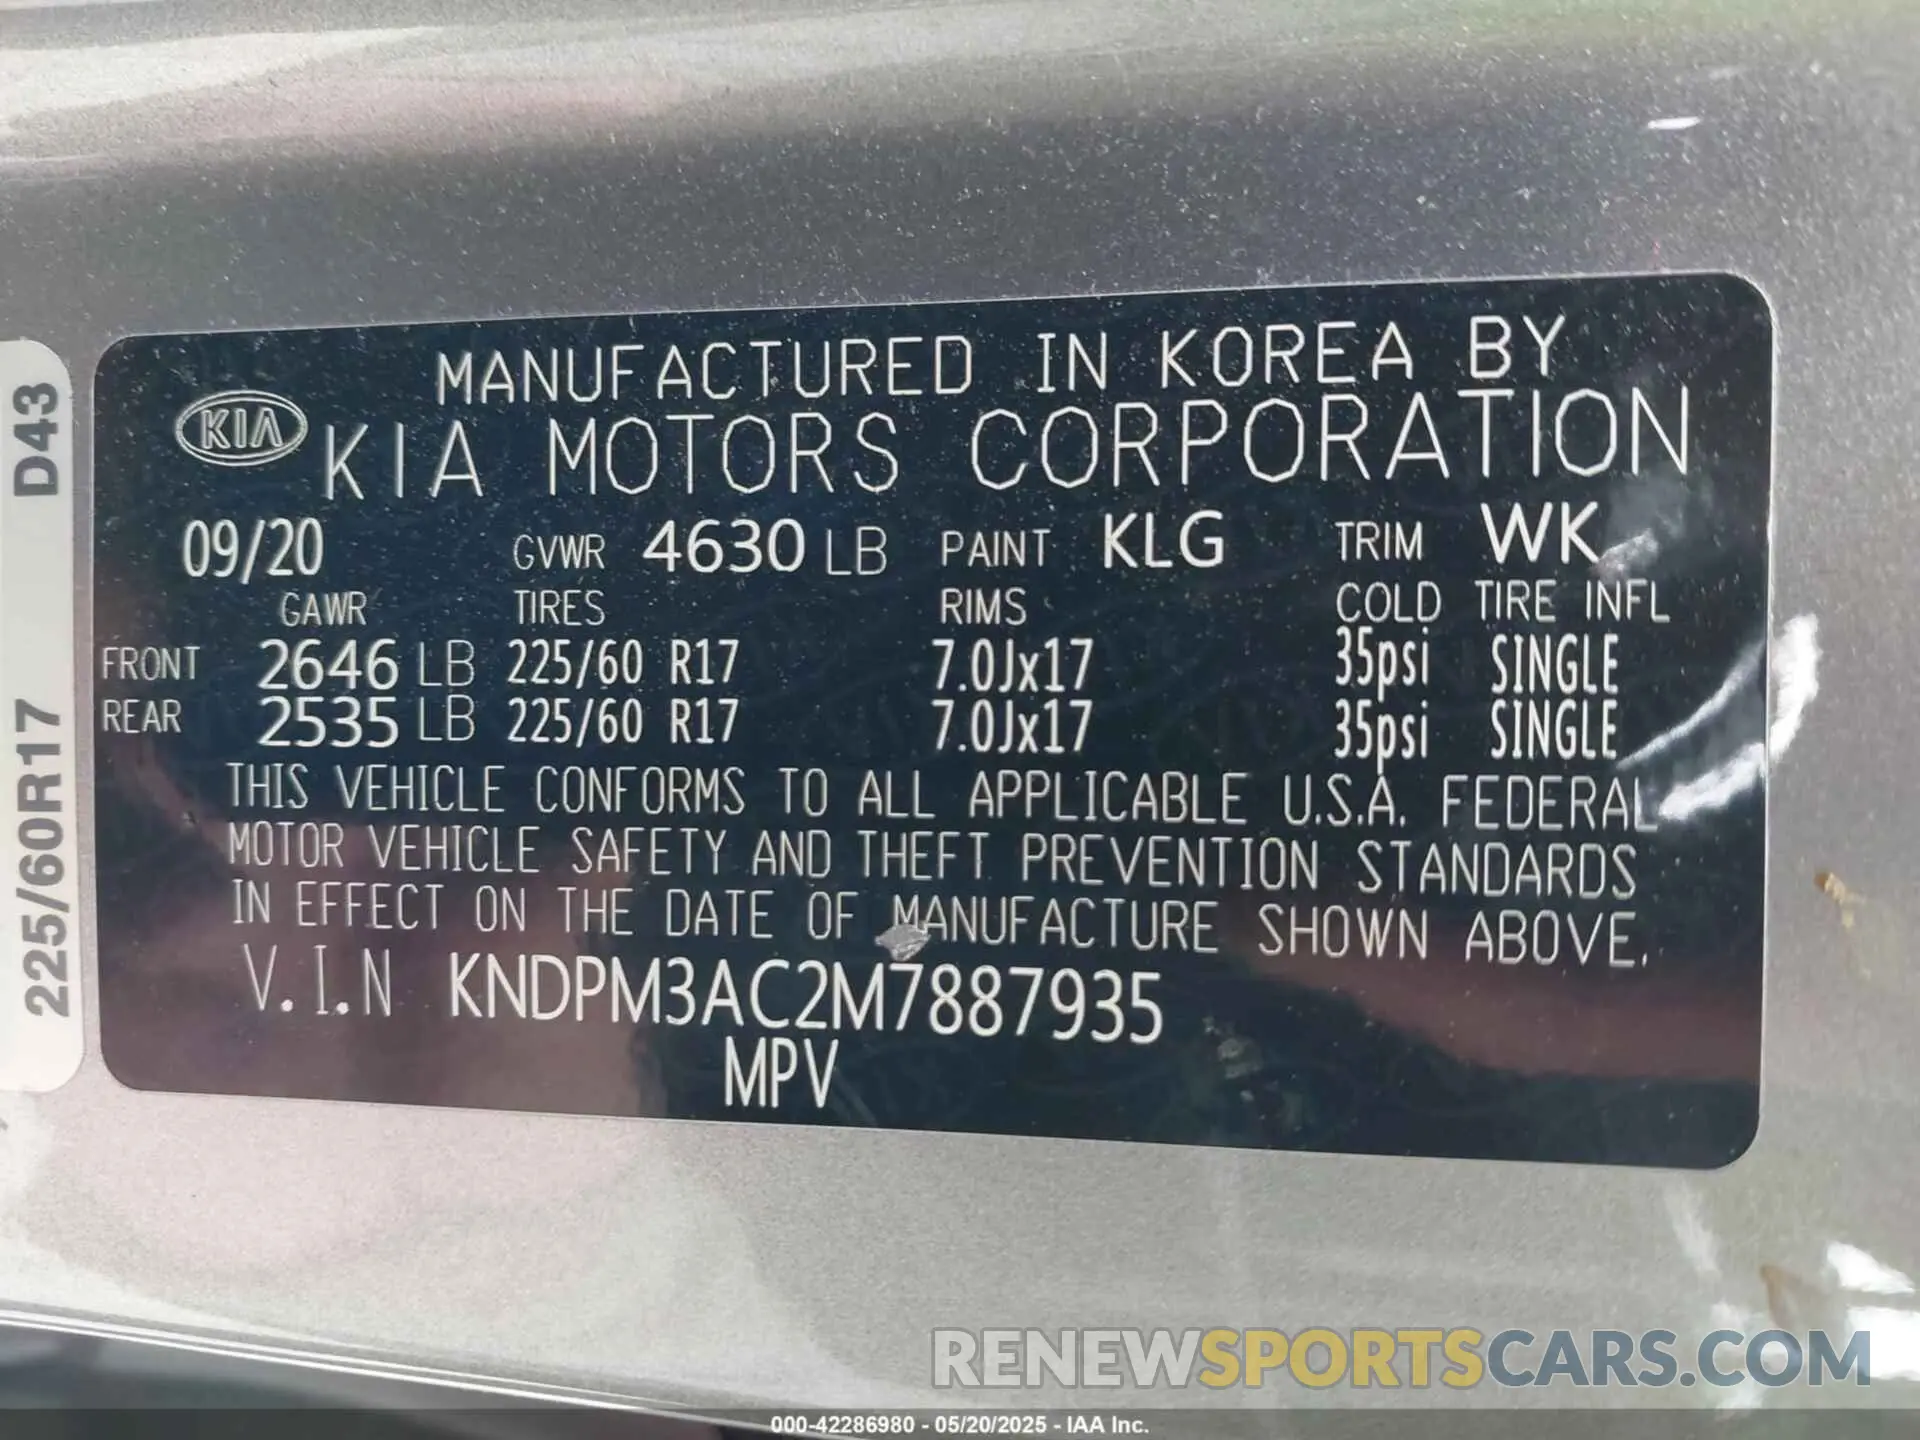 MANUFACTURED IN KOREA BY
KIA KIA MOTORS CORPORATION
09/20 GVWR 4630 LB PAINT KLG TRIM WK
GAWR TIRES RIMS COLD TIRE INFL
FRONT 2646 LB 225/60 R17 7.0Jx17 35psi SINGLE
REAR 2535 LB 225/60 R17 7.0Jx17 35psi SINGLE
THIS VEHICLE CONFORMS TO ALL APPLICABLE U.S.A. FEDERAL
MOTOR VEHICLE SAFETY AND THEFT PREVENTION STANDARDS
IN EFFECT ON THE DATE OF MANUFACTURE SHOWN ABOVE.
V.I.N KNDPM3AC2M7887935
MPV
225/60R17 D43
RENEWSPORTSCARS.COM
000-42286980 - 05/20/2025 - IAA Inc.